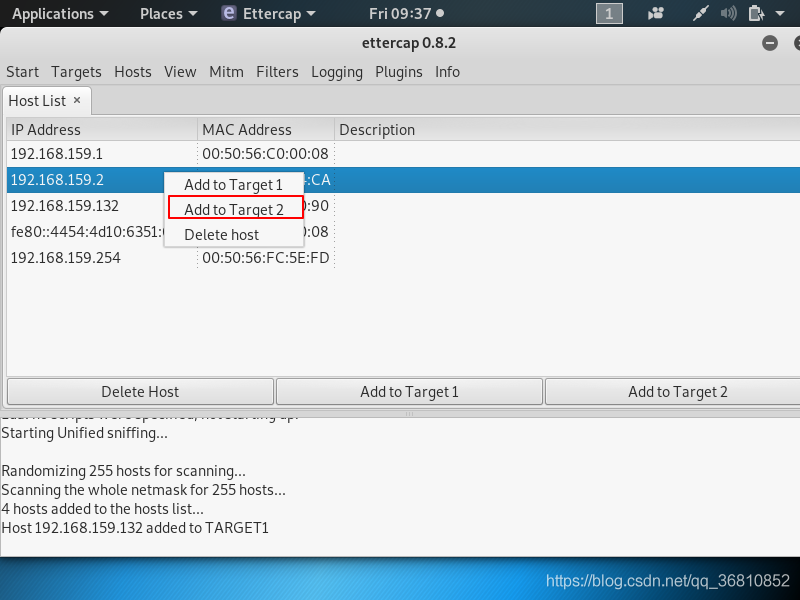 Applications Places Ettercap Fri 09:37 1
ettercap 0.8.2
Start Targets Hosts View Mitm Filters Logging Plugins Info
Host List ×
IP Address MAC Address Description
192.168.159.1 00:50:56:C0:00:08
192.168.159.2 :CA
192.168.159.132 :90
fe80::4454:4d10:6351: :08
192.168.159.254 00:50:56:FC:5E:FD
Add to Target 1
Add to Target 2
Delete host
Delete Host Add to Target 1 Add to Target 2
Starting Unified sniffing...
Randomizing 255 hosts for scanning...
Scanning the whole netmask for 255 hosts...
4 hosts added to the hosts list...
Host 192.168.159.132 added to TARGET1
https://blog.csdn.net/qq_36810852